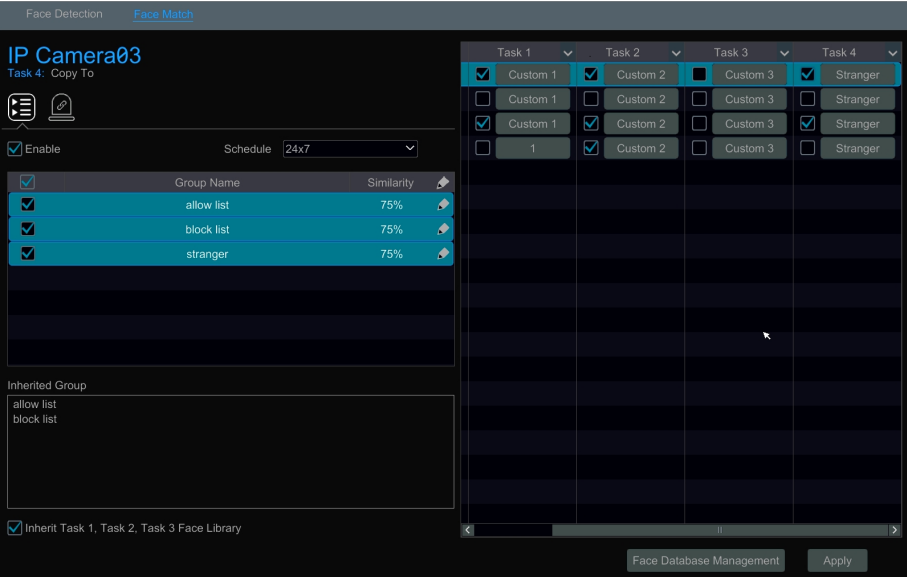 Face Detection Face Match
IP Camera03
Task 4: Copy To
Enable Schedule 24x7
Group Name Similarity
allow list 75%
block list 75%
stranger 75%
Inherited Group
allow list
block list
Inherit Task 1, Task 2, Task 3 Face Library
Task 1 Task 2 Task 3 Task 4
Custom 1 Custom 2 Custom 3 Stranger
Custom 1 Custom 2 Custom 3 Stranger
Custom 1 Custom 2 Custom 3 Stranger
1 Custom 2 Custom 3 Stranger
Face Database Management Apply